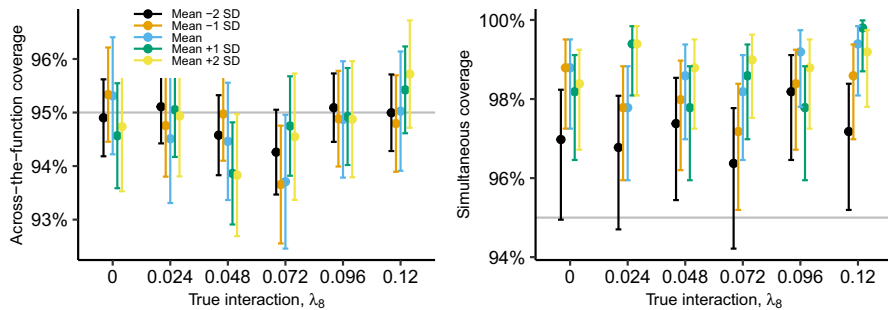 Mean −2 SD
Mean −1 SD
Mean
Mean +1 SD
Mean +2 SD
Across−the−function coverage
96%
95%
94%
93%
0 0.024 0.048 0.072 0.096 0.12
True interaction, λ8
Simultaneous coverage
100%
98%
96%
94%
0 0.024 0.048 0.072 0.096 0.12
True interaction, λ8